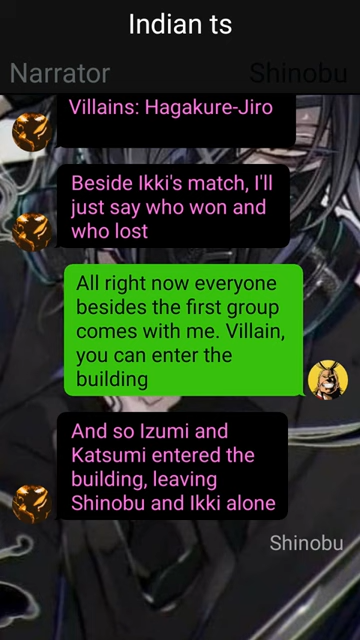 Indian ts
Narrator
Shinobu
Villains: Hagakure-Jiro
Beside Ikki's match, I'll
just say who won and
who lost
All right now everyone
besides the first group
comes with me. Villain,
you can enter the
building
And so Izumi and
Katsumi entered the
building, leaving
Shinobu and Ikki alone
Shinobu